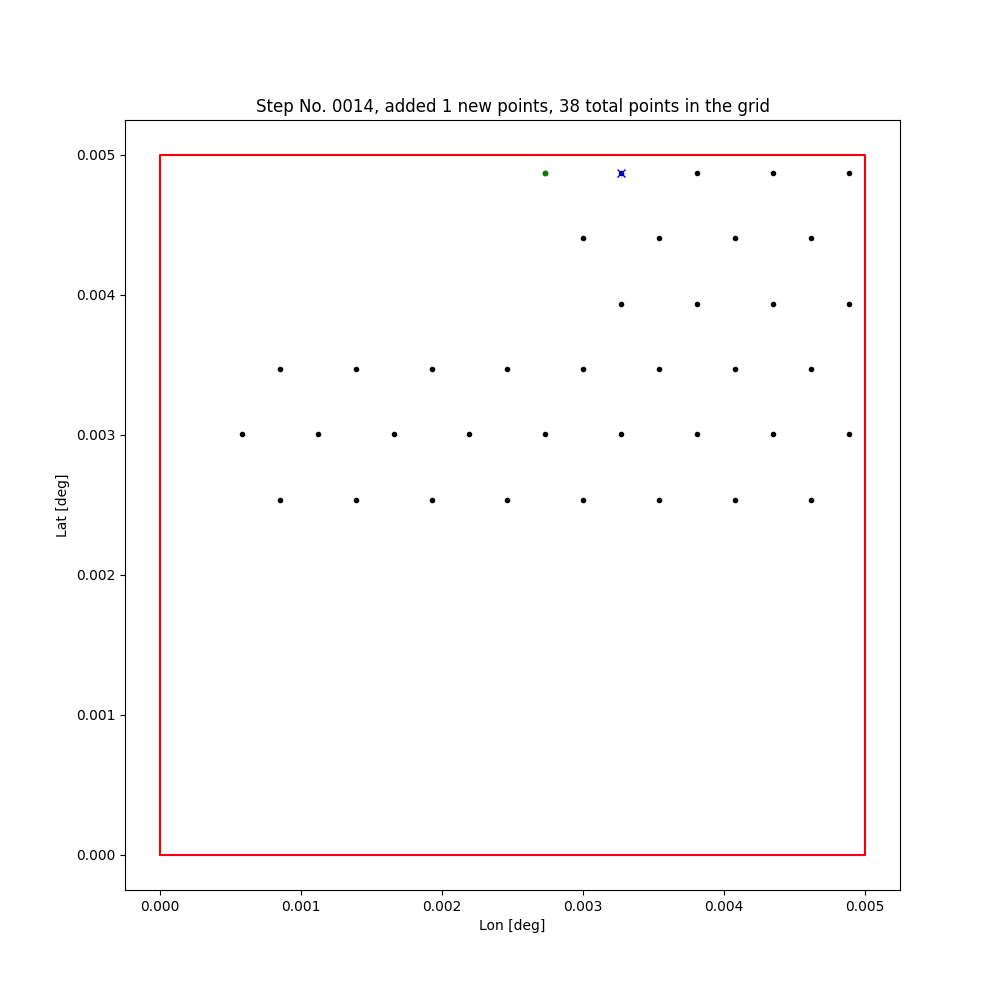 Step No. 0014, added 1 new points, 38 total points in the grid
0.005
0.004
0.003
0.002
0.001
0.000
Lat [deg]
0.000 0.001 0.002 0.003 0.004 0.005
Lon [deg]